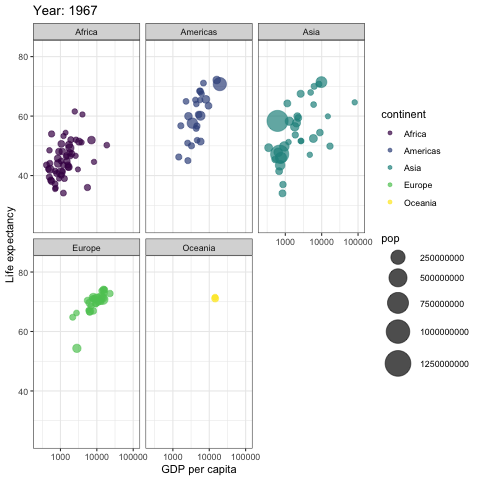 Year: 1967
Africa
Americas
Asia
80
60
40
1000
10000
100000
Europe
Oceania
80
60
40
1000
10000
100000
1000
10000
100000
Life expectancy
GDP per capita
continent
Africa
Americas
Asia
Europe
Oceania
pop
250000000
500000000
750000000
1000000000
1250000000